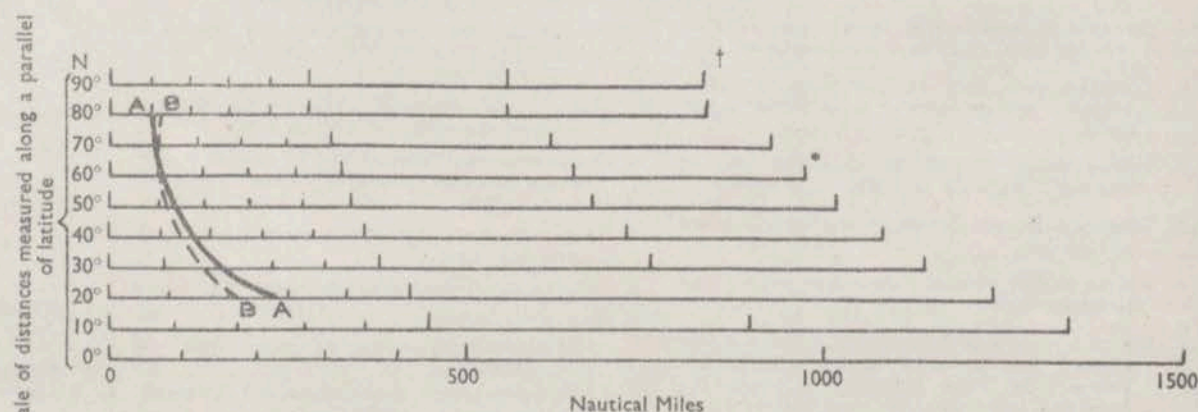 ale of distances measured along a parallel
of latitude
N
†
90°
A B
80°
70°
*
60°
50°
40°
30°
20°
B A
10°
0°
0 500 1000 1500
Nautical Miles